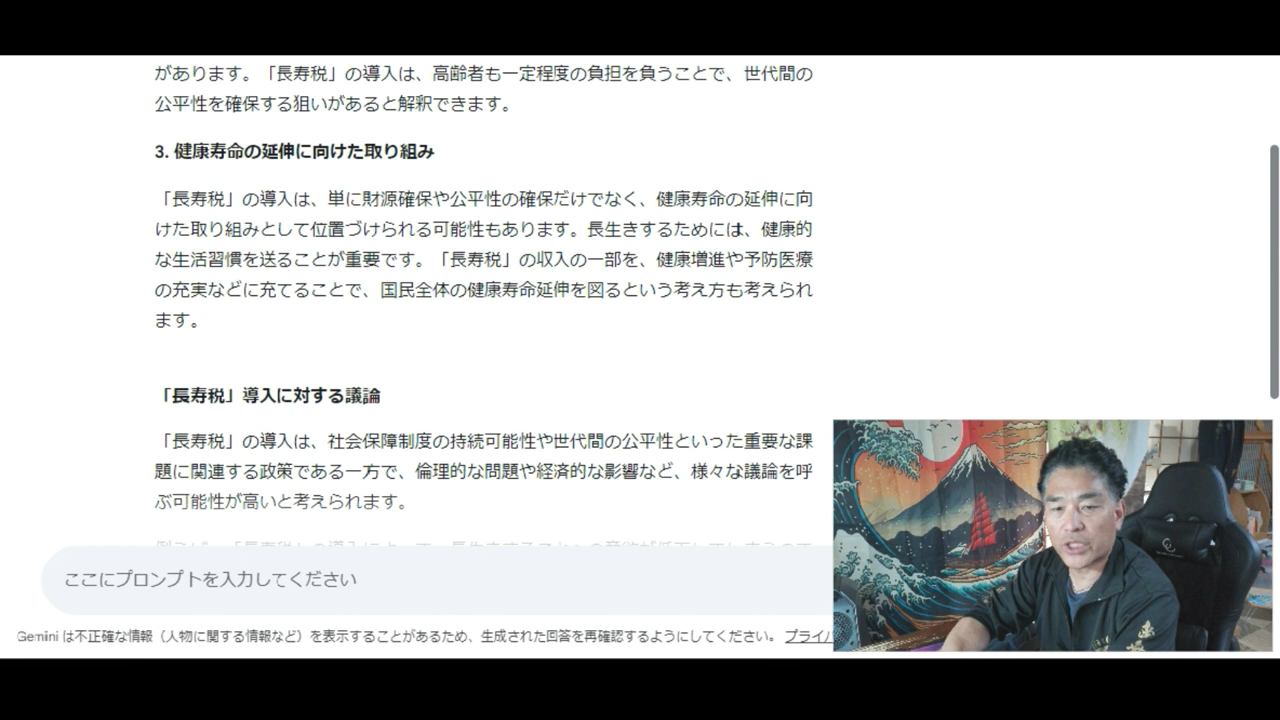 があります。「長寿税」の導入は、高齢者も一定程度の負担を負うことで、世代間の
公平性を確保する狙いがあると解釈できます。
3. 健康寿命の延伸に向けた取り組み
「長寿税」の導入は、単に財源確保や公平性の確保だけでなく、健康寿命の延伸に向
けた取り組みとして位置づけられる可能性もあります。長生きするためには、健康的
な生活習慣を送ることが重要です。「長寿税」の収入の一部を、健康増進や予防医療
の充実などに充てることで、国民全体の健康寿命延伸を図るという考え方も考えられ
ます。
「長寿税」導入に対する議論
「長寿税」の導入は、社会保障制度の持続可能性や世代間の公平性といった重要な課
題に関連する政策である一方で、倫理的な問題や経済的な影響など、様々な議論を呼
ぶ可能性が高いと考えられます。
ここにプロンプトを入力してください
Gemini は不正確な情報（人物に関する情報など）を表示することがあるため、生成された回答を再確認するようにしてください。 プライバ